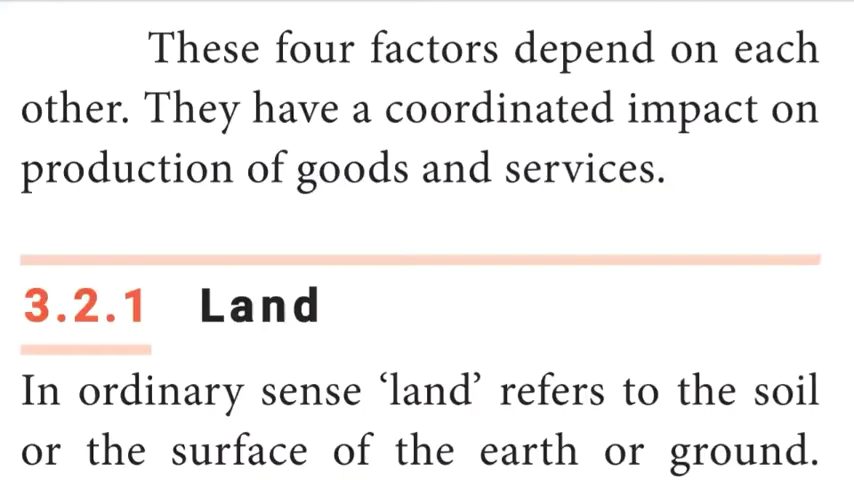 These four factors depend on each
other. They have a coordinated impact on
production of goods and services.
3.2.1 Land
In ordinary sense ‘land’ refers to the soil
or the surface of the earth or ground.